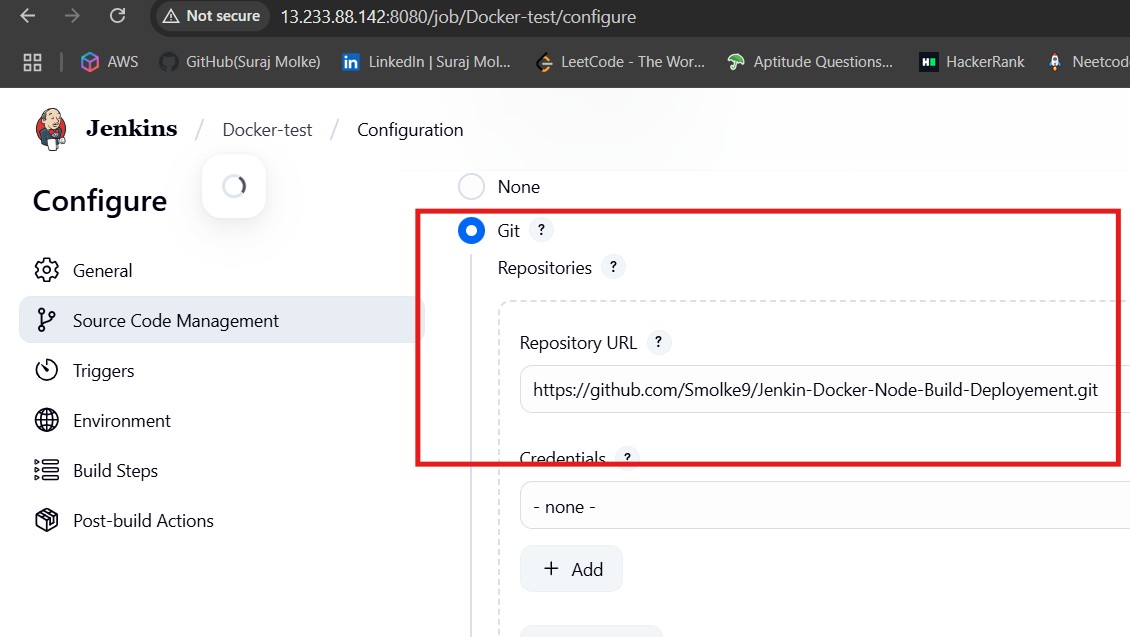 Not secure 13.233.88.142:8080/job/Docker-test/configure
AWS GitHub(Suraj Molke) LinkedIn | Suraj Mol... LeetCode - The Wor... Aptitude Questions... HackerRank Neetcod
Jenkins / Docker-test / Configuration
Configure
General
Source Code Management
Triggers
Environment
Build Steps
Post-build Actions
None
Git ?
Repositories ?
Repository URL ?
https://github.com/Smolke9/Jenkin-Docker-Node-Build-Deployement.git
Credentials ?
- none -
+ Add